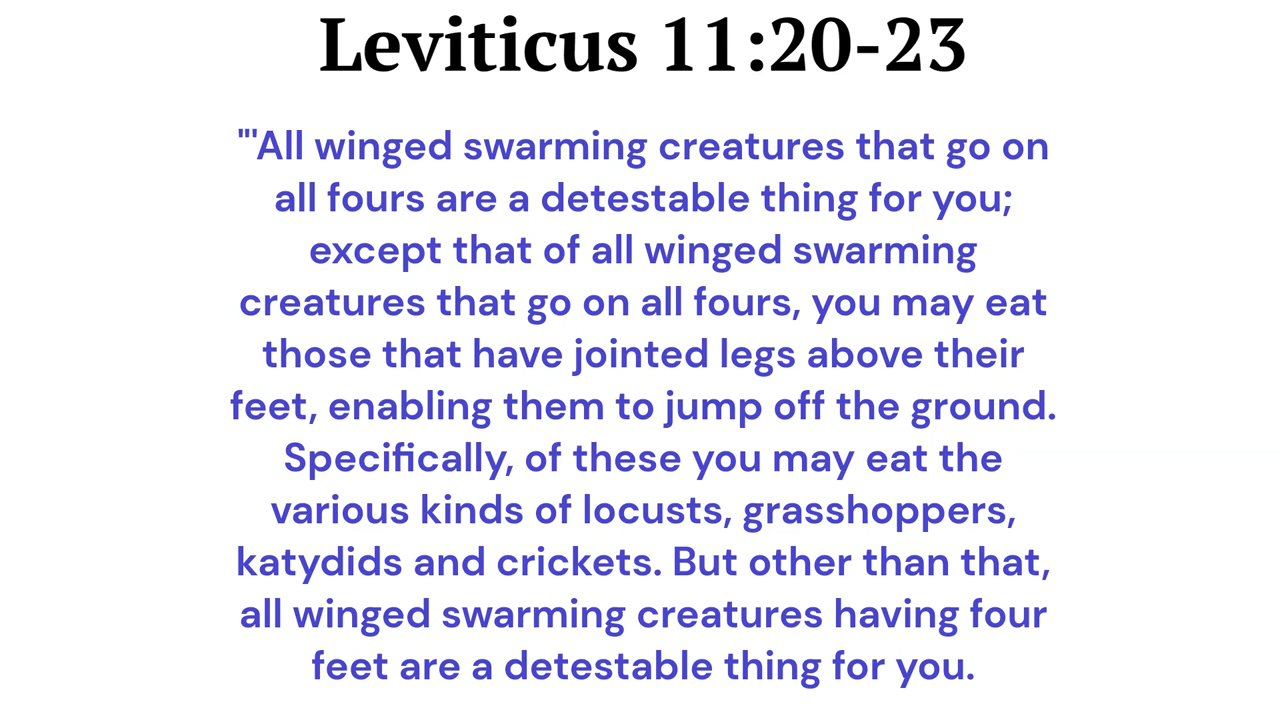 Leviticus 11:20-23
"'All winged swarming creatures that go on
all fours are a detestable thing for you;
except that of all winged swarming
creatures that go on all fours, you may eat
those that have jointed legs above their
feet, enabling them to jump off the ground.
Specifically, of these you may eat the
various kinds of locusts, grasshoppers,
katydids and crickets. But other than that,
all winged swarming creatures having four
feet are a detestable thing for you.